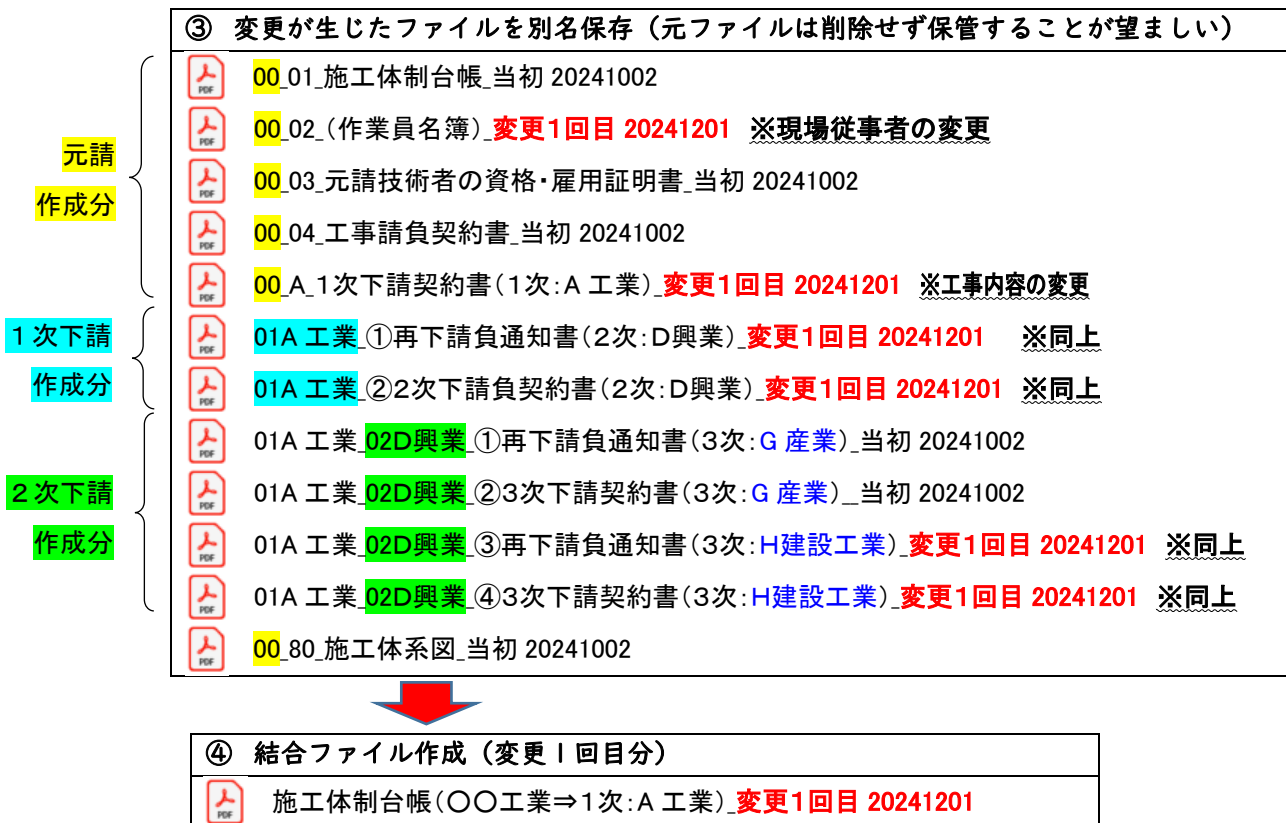 ③ 変更が生じたファイルを別名保存（元ファイルは削除せず保管することが望ましい）
元請
作成分
PDF 00_01_施工体制台帳_当初 20241002
PDF 00_02_(作業員名簿)_変更１回目 20241201 ※現場従事者の変更
PDF 00_03_元請技術者の資格・雇用証明書_当初 20241002
PDF 00_04_工事請負契約書_当初 20241002
PDF 00_A_１次下請契約書(１次:A 工業)_変更１回目 20241201 ※工事内容の変更
１次下請
作成分
PDF 01A 工業_①再下請負通知書(２次:D興業)_変更１回目 20241201 ※同上
PDF 01A 工業_②２次下請負契約書(２次:D興業)_変更１回目 20241201 ※同上
２次下請
作成分
PDF 01A 工業_02D興業_①再下請負通知書(３次:G 産業)_当初 20241002
PDF 01A 工業_02D興業_②３次下請契約書(３次:G 産業)__当初 20241002
PDF 01A 工業_02D興業_③再下請負通知書(３次:H建設工業)_変更１回目 20241201 ※同上
PDF 01A 工業_02D興業_④３次下請契約書(３次:H建設工業)_変更１回目 20241201 ※同上
PDF 00_80_施工体系図_当初 20241002
④ 結合ファイル作成（変更１回目分）
PDF 施工体制台帳(〇〇工業⇒１次:A 工業)_変更１回目 20241201